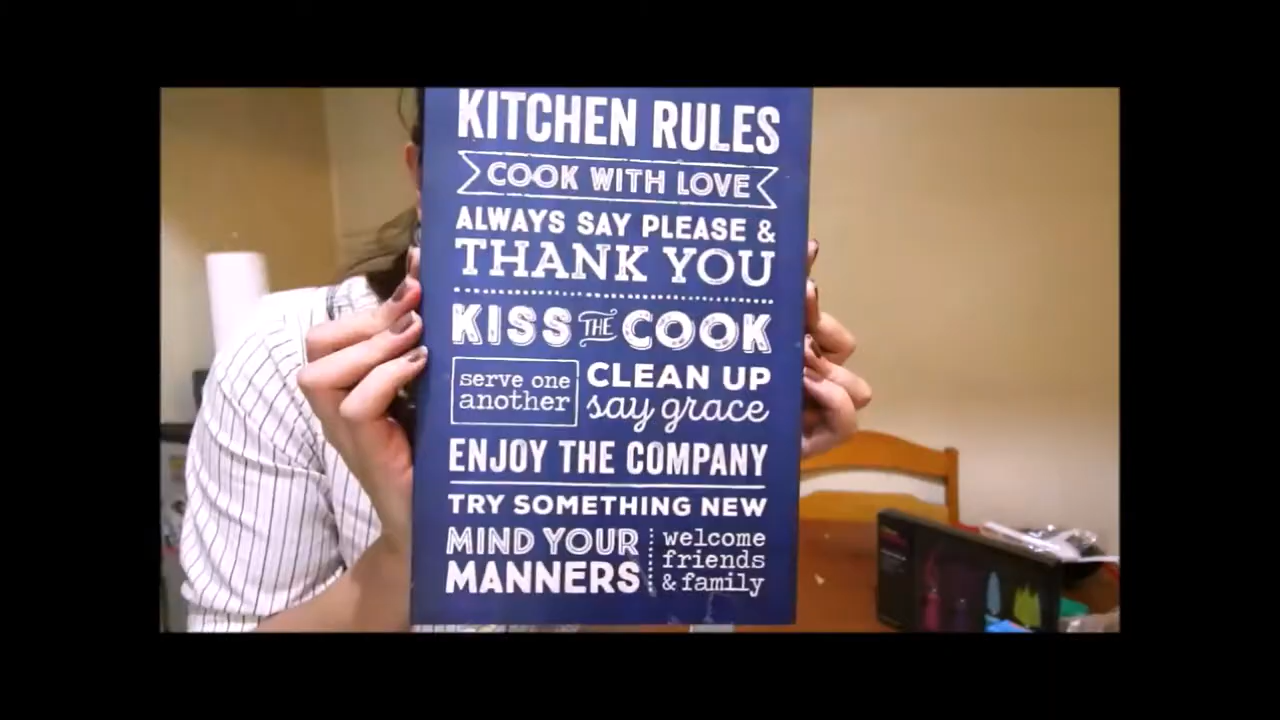 KITCHEN RULES
COOK WITH LOVE
ALWAYS SAY PLEASE &
THANK YOU
KISS THE COOK
serve one
another
CLEAN UP
say grace
ENJOY THE COMPANY
TRY SOMETHING NEW
MIND YOUR
MANNERS
welcome
friends
& family